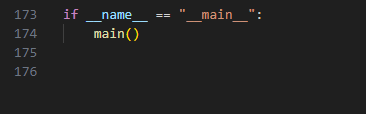 173 if __name__ == "__main__":
174     main()
175
176